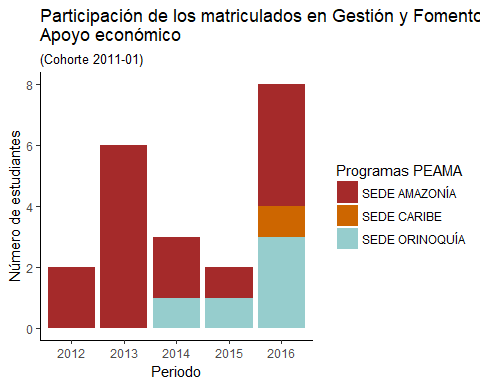 Participación de los matriculados en Gestión y Fomento
Apoyo económico
(Cohorte 2011-01)
Número de estudiantes
8
6
4
2
0
2012 2013 2014 2015 2016
Periodo
Programas PEAMA
SEDE AMAZONÍA
SEDE CARIBE
SEDE ORINOQUÍA